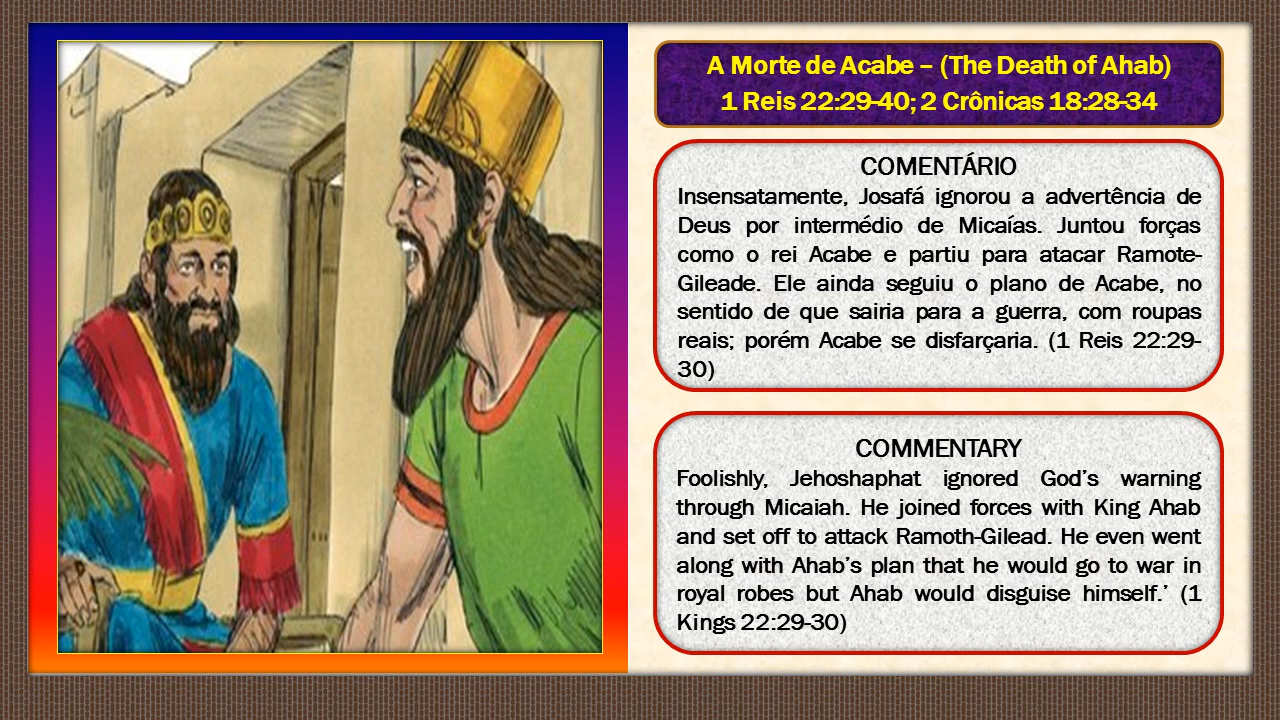 A Morte de Acabe – (The Death of Ahab)
1 Reis 22:29-40; 2 Crônicas 18:28-34
COMENTÁRIO
Insensatamente, Josafá ignorou a advertência de
Deus por intermédio de Micaías. Juntou forças
como o rei Acabe e partiu para atacar Ramote-
Gileade. Ele ainda seguiu o plano de Acabe, no
sentido de que sairia para a guerra, com roupas
reais; porém Acabe se disfarçaria. (1 Reis 22:29-
30)
COMMENTARY
Foolishly, Jehoshaphat ignored God’s warning
through Micaiah. He joined forces with King Ahab
and set off to attack Ramoth-Gilead. He even went
along with Ahab’s plan that he would go to war in
royal robes but Ahab would disguise himself.’ (1
Kings 22:29-30)